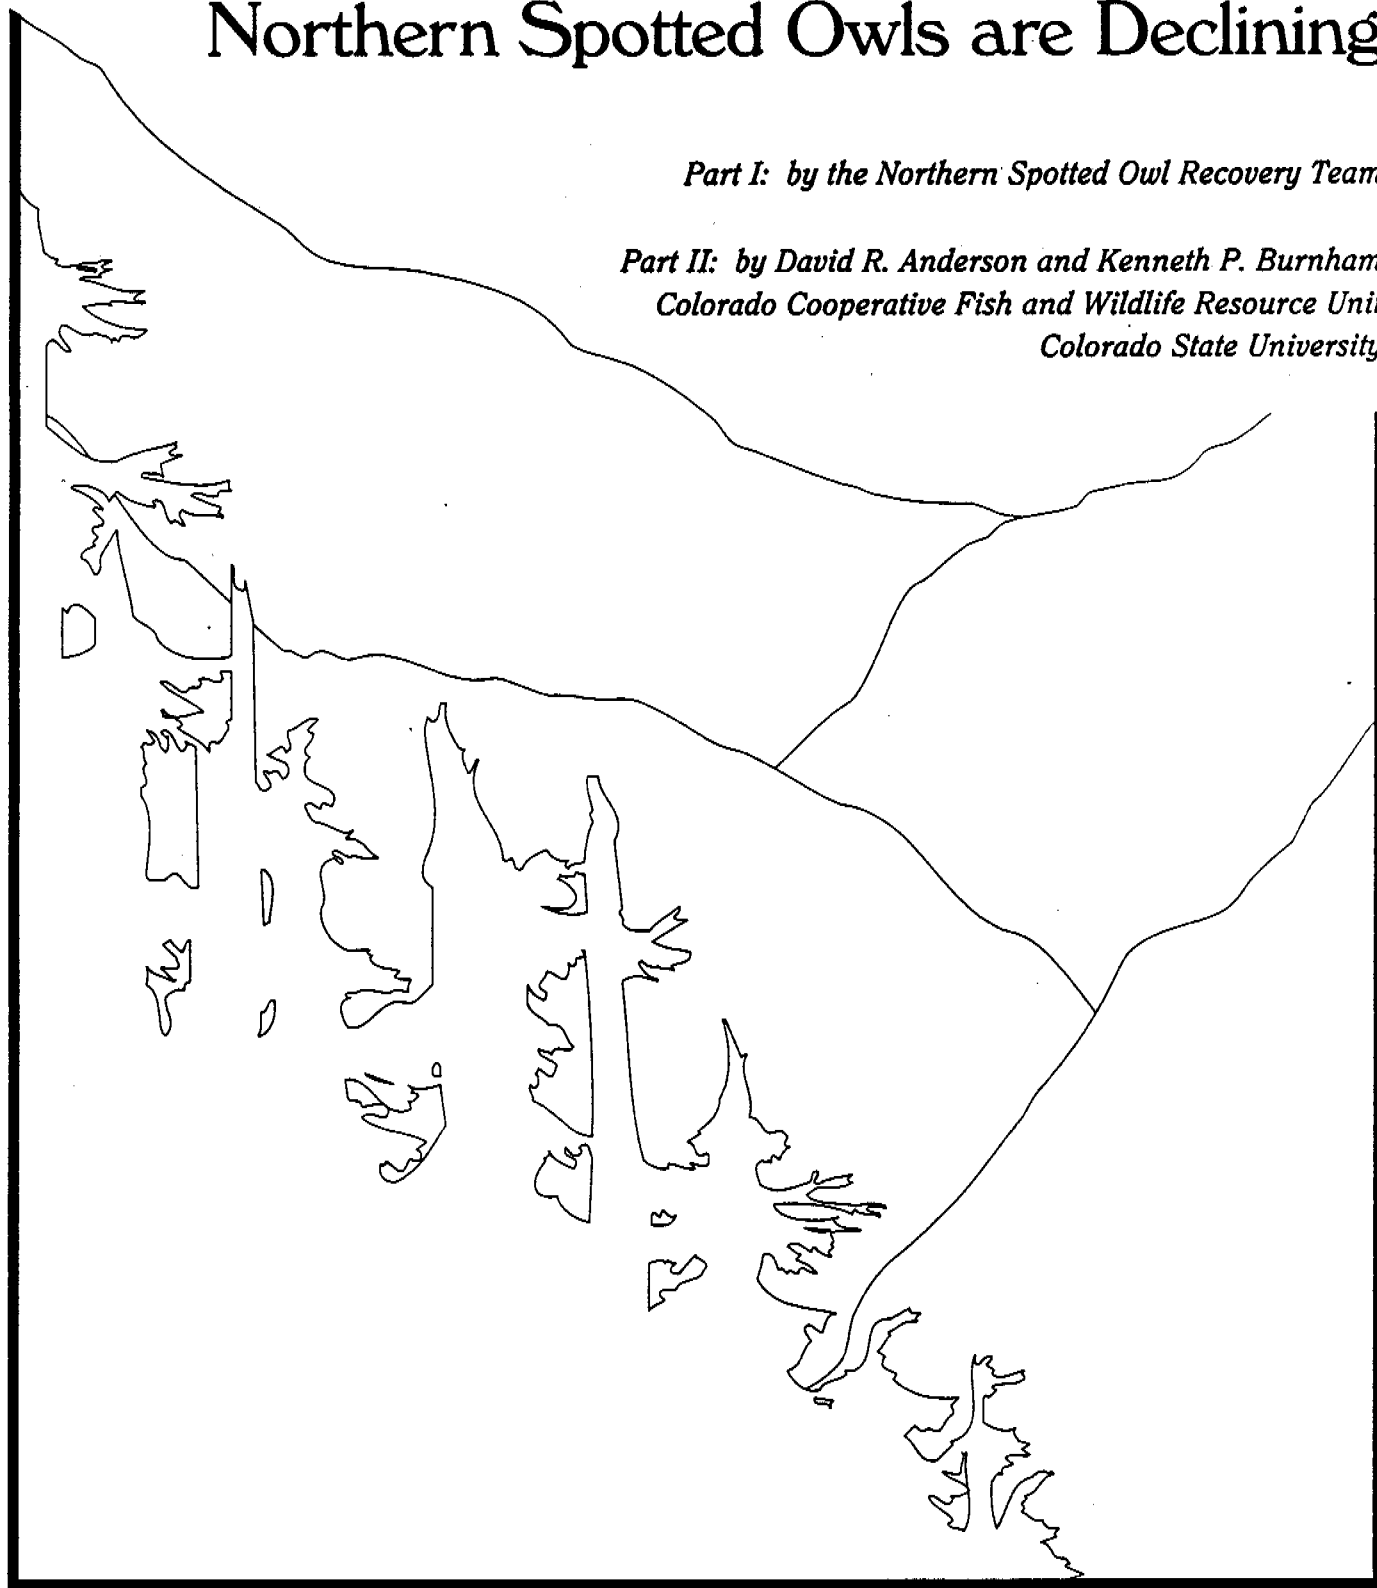 Northern Spotted Owls are Declining
Part I: by the Northern Spotted Owl Recovery Team
Part II: by David R. Anderson and Kenneth P. Burnham
Colorado Cooperative Fish and Wildlife Resource Unit
Colorado State University